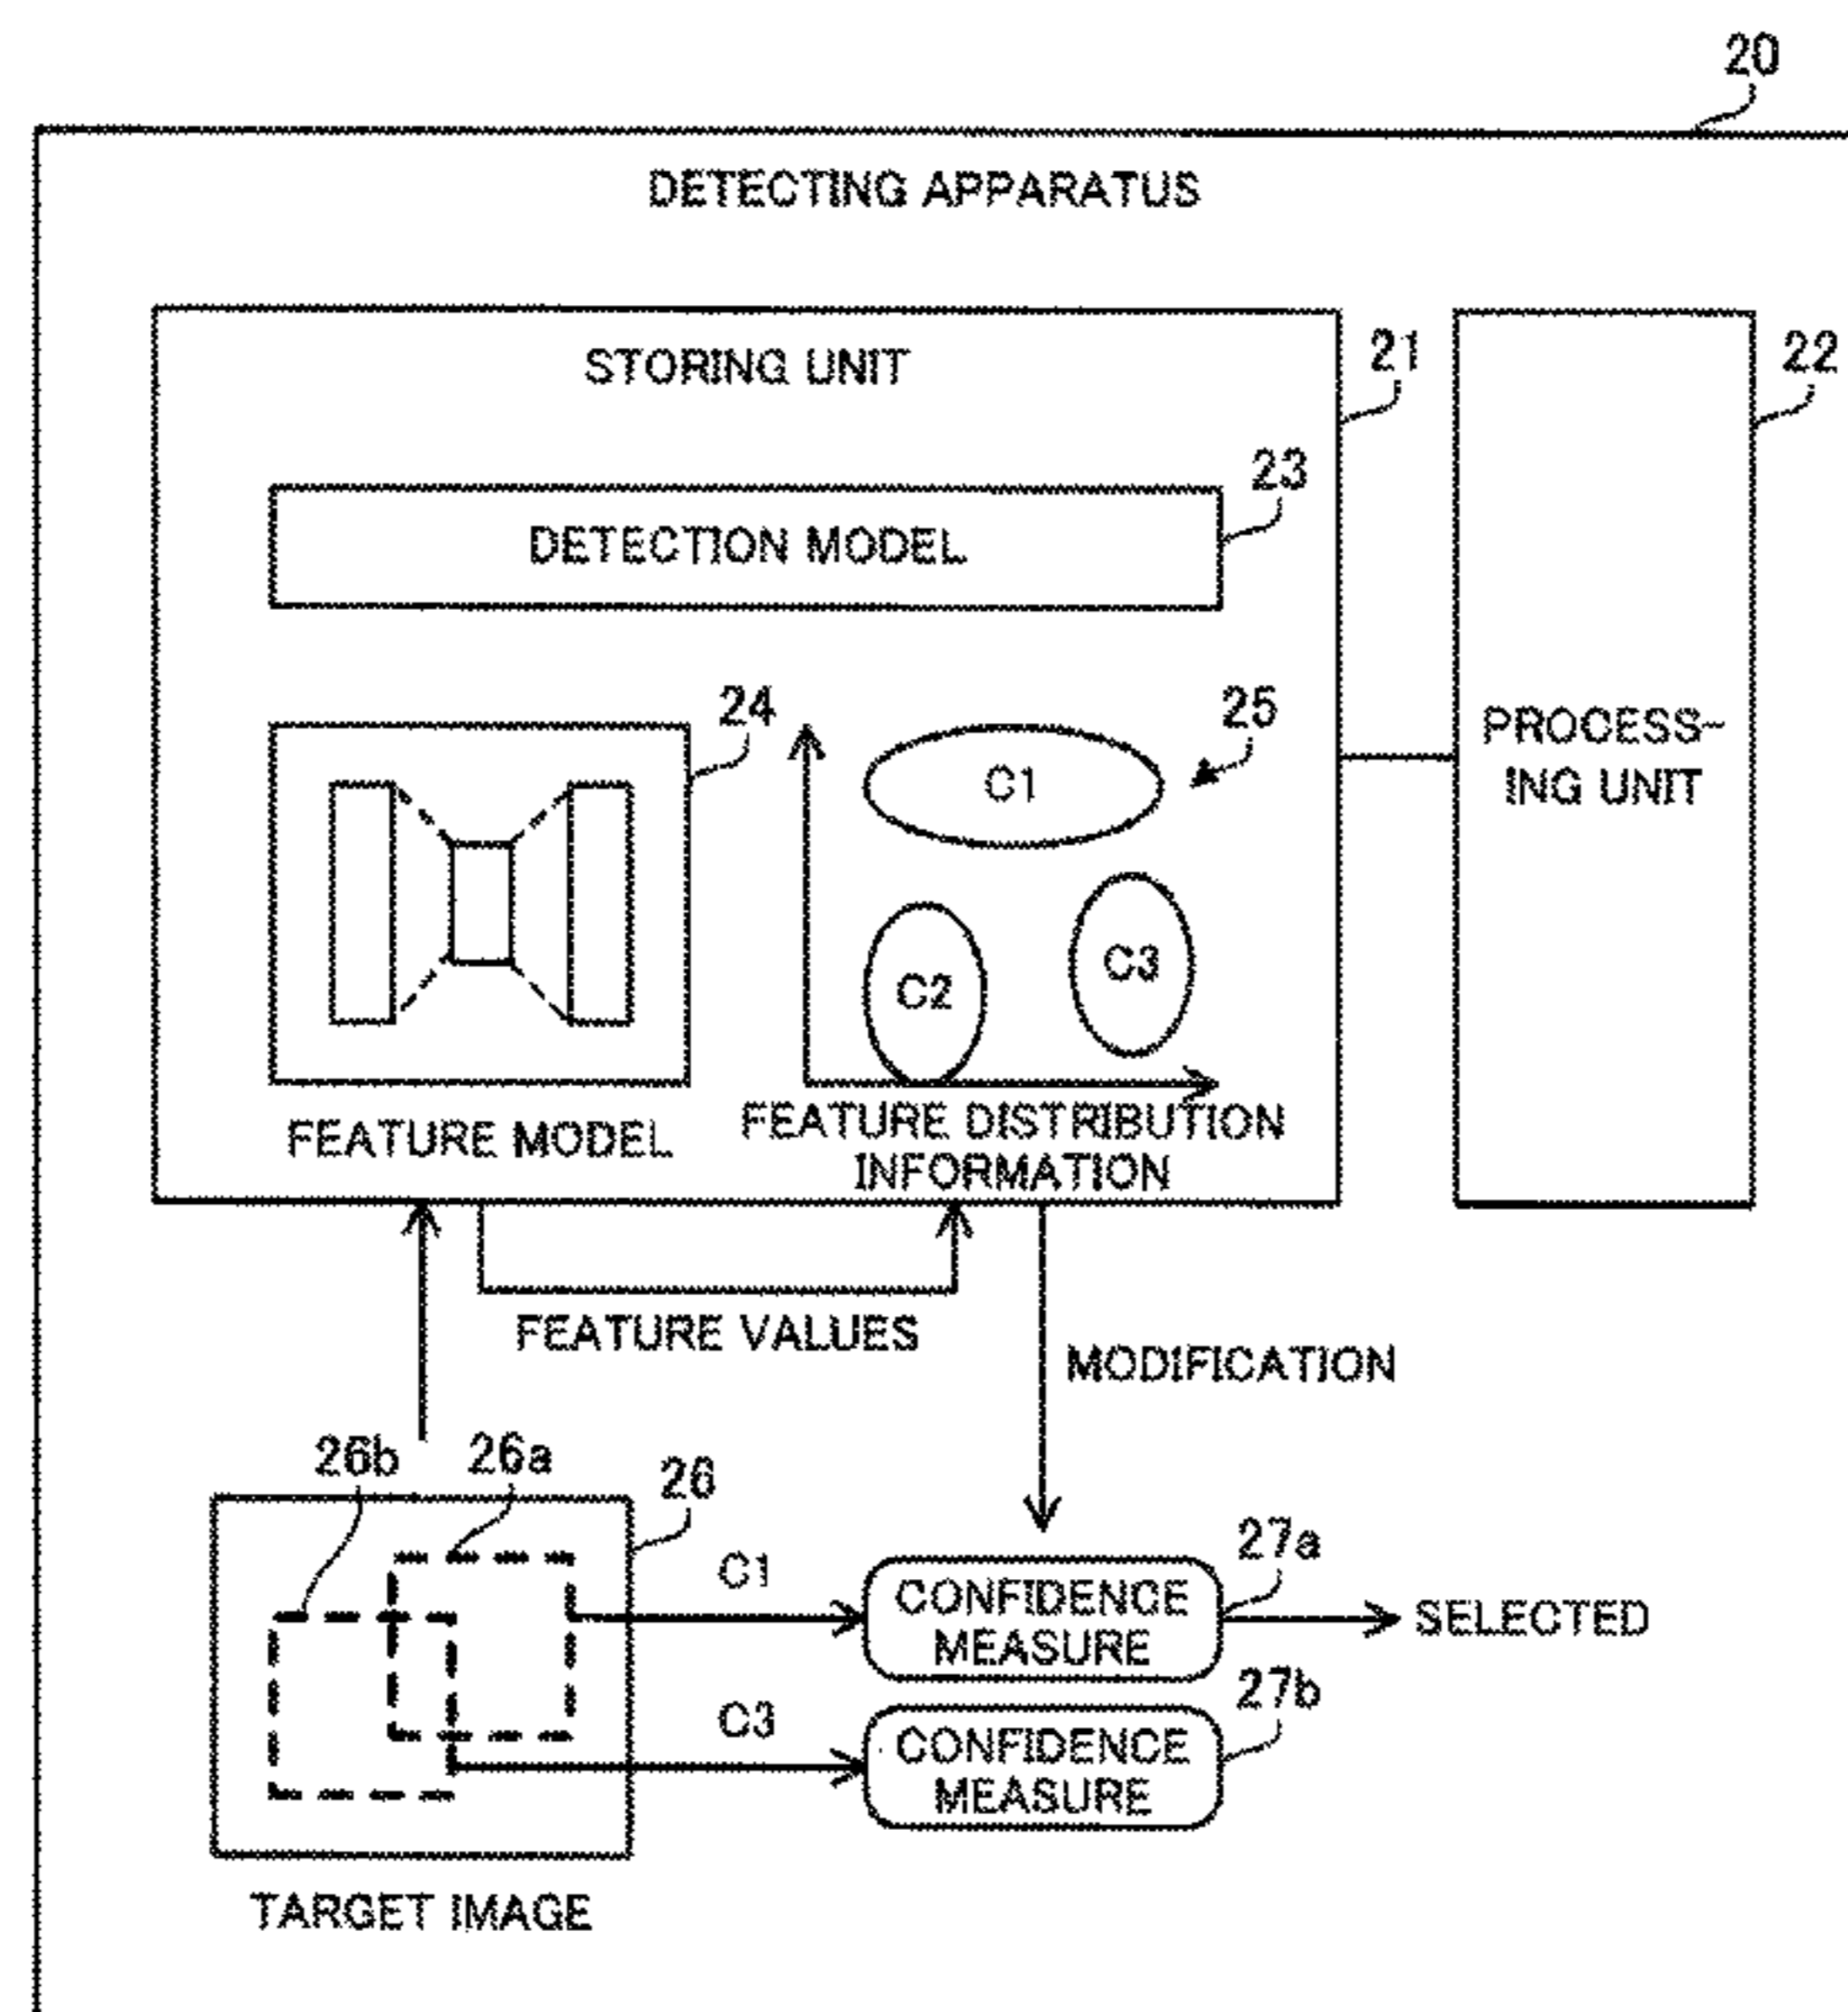 20
DETECTING APPARATUS
STORING UNIT
21
22
23
DETECTION MODEL
24
25
C1
C2
C3
PROCESS-
ING UNIT
FEATURE MODEL
FEATURE DISTRIBUTION
INFORMATION
FEATURE VALUES
MODIFICATION
26b
26a
26
C1
CONFIDENCE
MEASURE
27a
SELECTED
C3
CONFIDENCE
MEASURE
27b
TARGET IMAGE